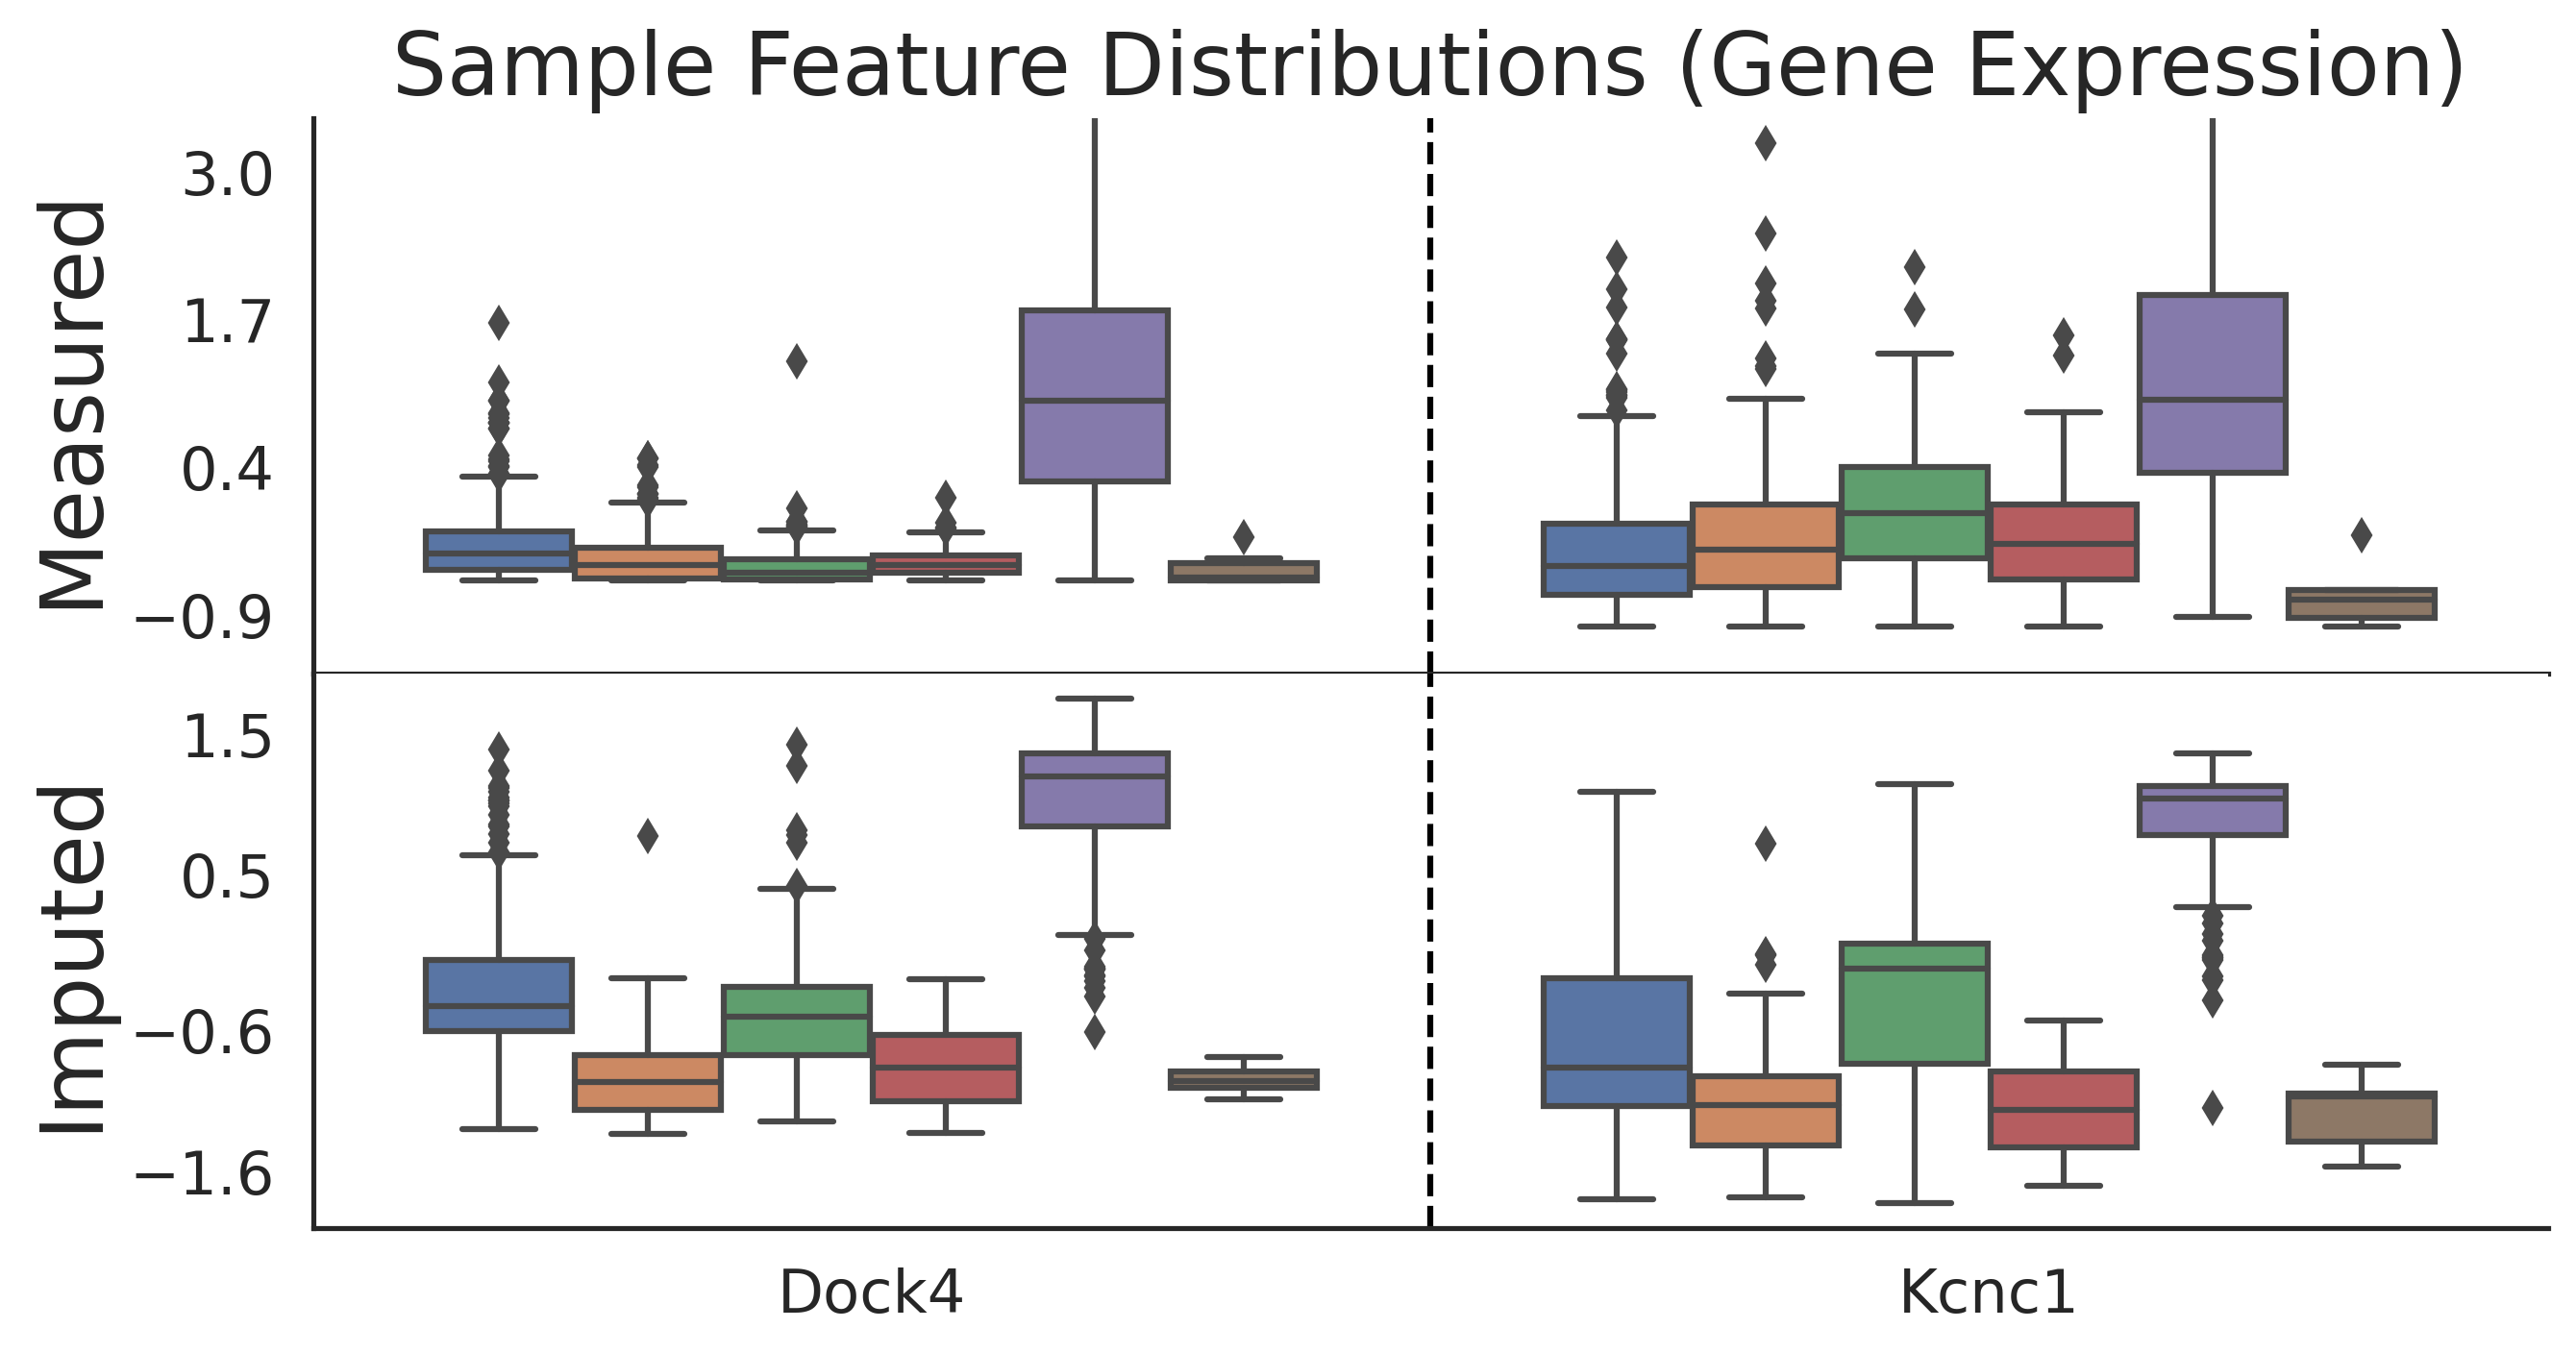 Sample Feature Distributions (Gene Expression)
Measured
3.0
1.7
0.4
−0.9
Imputed
1.5
0.5
−0.6
−1.6
Dock4
Kcnc1